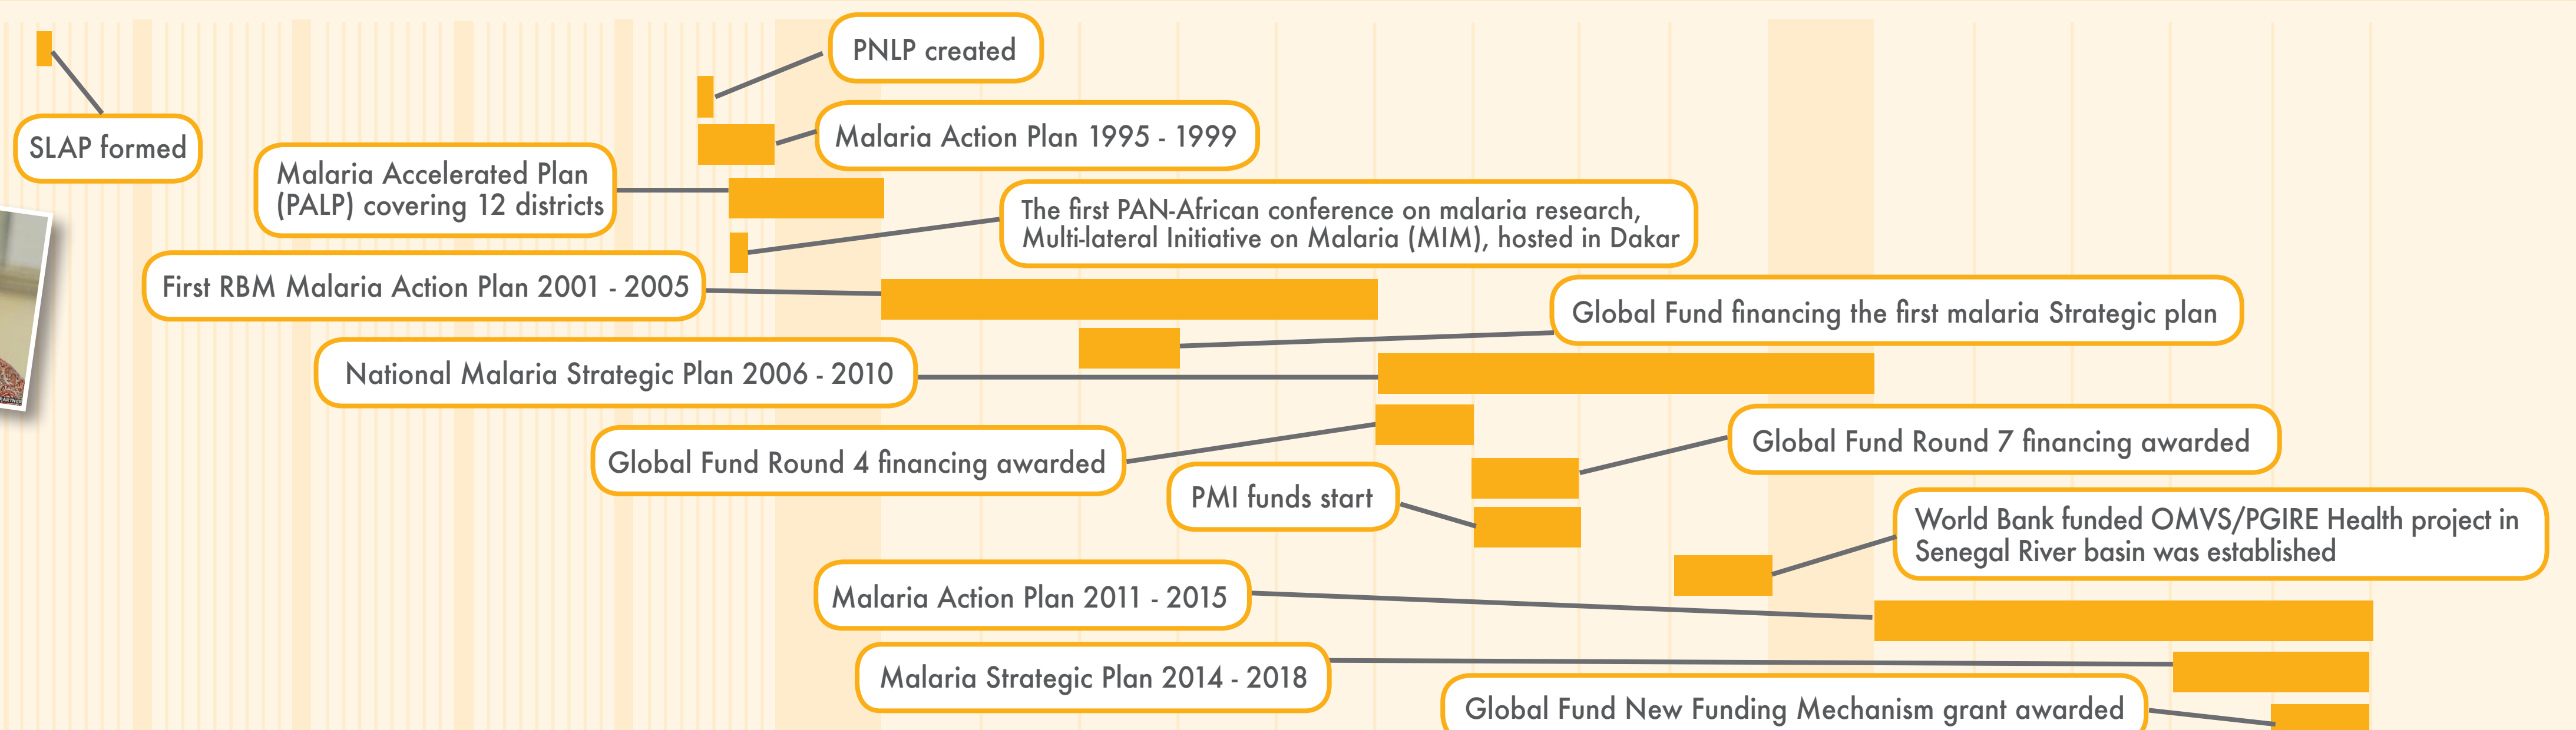 PNLP created
SLAP formed
Malaria Action Plan 1995 - 1999
Malaria Accelerated Plan
(PALP) covering 12 districts
The first PAN-African conference on malaria research,
Multi-lateral Initiative on Malaria (MIM), hosted in Dakar
First RBM Malaria Action Plan 2001 - 2005
Global Fund financing the first malaria Strategic plan
National Malaria Strategic Plan 2006 - 2010
Global Fund Round 4 financing awarded
Global Fund Round 7 financing awarded
PMI funds start
World Bank funded OMVS/PGIRE Health project in
Senegal River basin was established
Malaria Action Plan 2011 - 2015
Malaria Strategic Plan 2014 - 2018
Global Fund New Funding Mechanism grant awarded